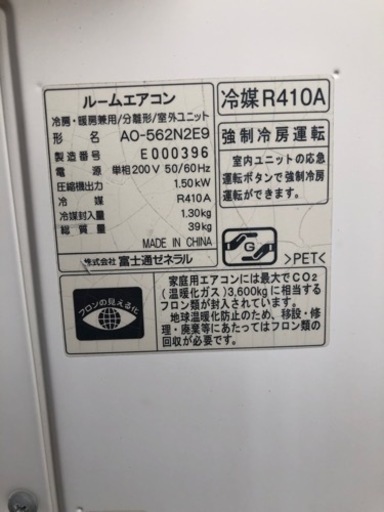 ルームエアコン
冷房・暖房兼用/分離形/室外ユニット
形名 AO-562N2E9
製造番号 E000396
電源 単相200V 50/60Hz
圧縮機出力 1.50kW
冷媒 R410A
冷媒封入量 1.30kg
総質量 39kg
MADE IN CHINA
株式会社 富士通ゼネラル
冷媒R410A
強制冷房運転
室内ユニットの応急
運転ボタンで強制冷房
運転ができます。
G
>PET<
フロンの見える化
家庭用エアコンには最大でCO2
(温暖化ガス)3,600kgに相当する
フロン類が封入されています。
地球温暖化防止のため、移設・修
理・廃棄等にあたってはフロン類の
回収が必要です。